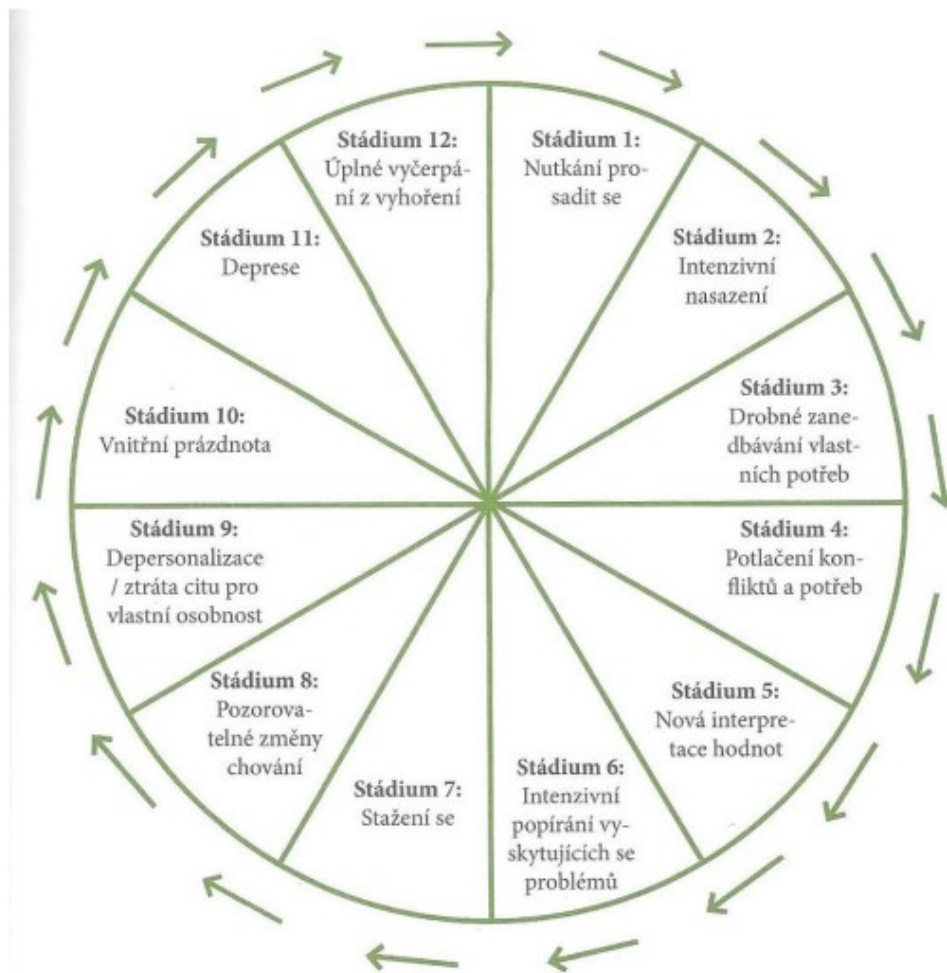 Stádium 1:
Nutkání pro-
sadit se
Stádium 2:
Intenzivní
nasazení
Stádium 3:
Drobné zane-
dbávání vlast-
ních potřeb
Stádium 4:
Potlačení kon-
fliktů a potřeb
Stádium 5:
Nová interpre-
tace hodnot
Stádium 6:
Intenzivní
popírání vy-
skytujících se
problémů
Stádium 7:
Stažení se
Stádium 8:
Pozorova-
telné změny
chování
Stádium 9:
Depersonalizace
/ ztráta citu pro
vlastní osobnost
Stádium 10:
Vnitřní prázdnota
Stádium 11:
Deprese
Stádium 12:
Úplné vyčerpá-
ní z vyhoření